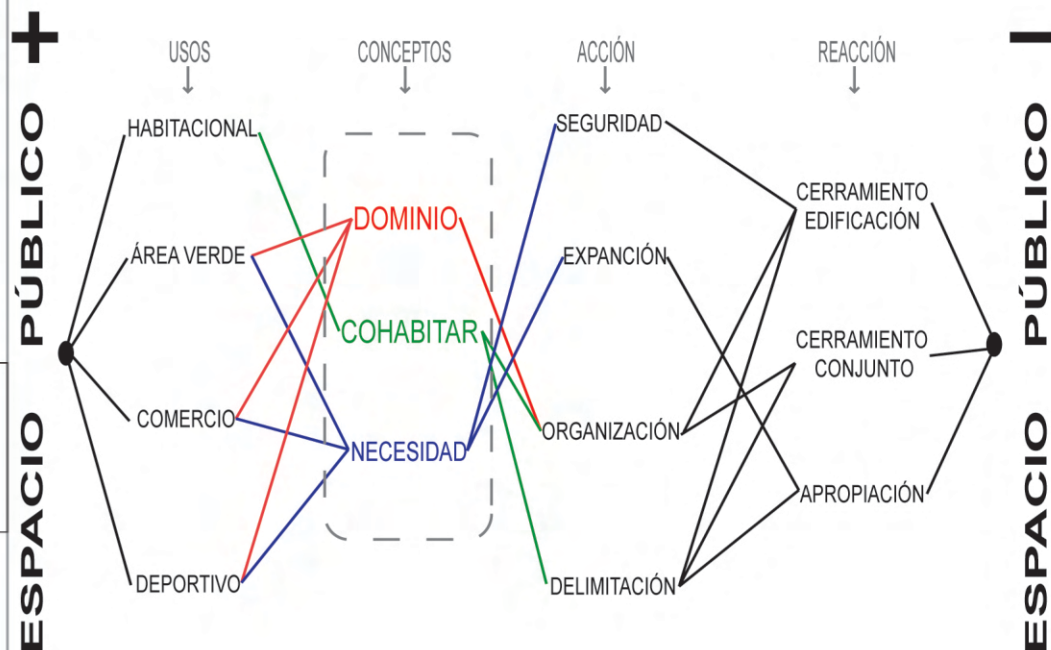 ESPACIO PÚBLICO +
USOS
CONCEPTOS
ACCIÓN
REACCIÓN
HABITACIONAL
ÁREA VERDE
COMERCIO
DEPORTIVO
DOMINIO
COHABITAR
NECESIDAD
SEGURIDAD
EXPANCIÓN
ORGANIZACIÓN
DELIMITACIÓN
CERRAMIENTO
EDIFICACIÓN
CERRAMIENTO
CONJUNTO
APROPIACIÓN
ESPACIO PÚBLICO -